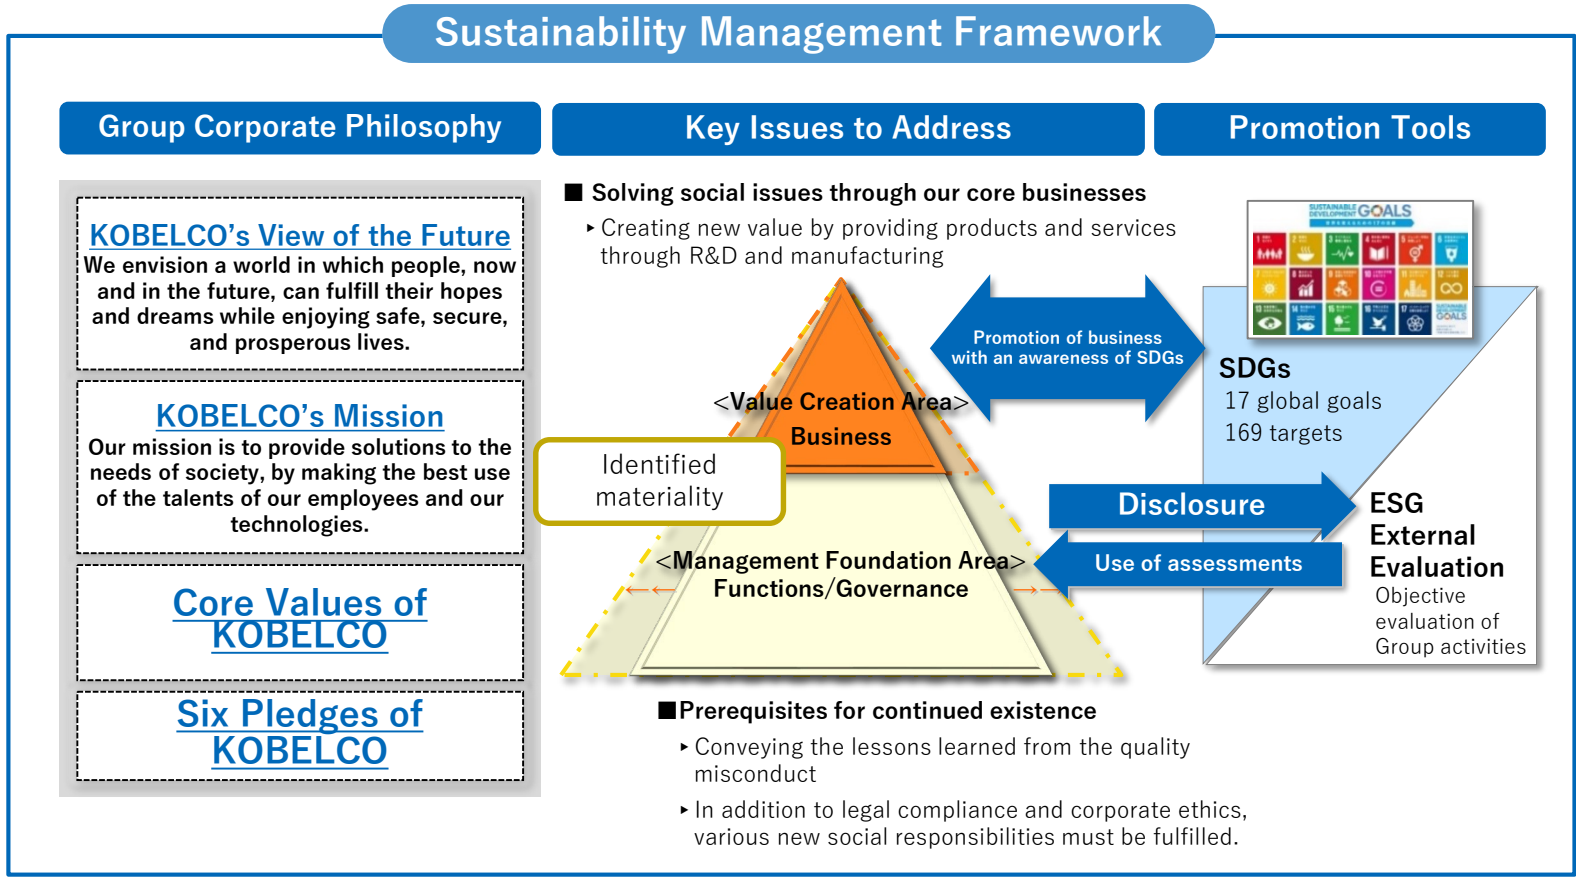 Sustainability Management Framework
Group Corporate Philosophy
Key Issues to Address
Promotion Tools
KOBELCO's View of the Future
We envision a world in which people, now
and in the future, can fulfill their hopes
and dreams while enjoying safe, secure,
and prosperous lives.
KOBELCO's Mission
Our mission is to provide solutions to the
needs of society, by making the best use
of the talents of our employees and our
technologies.
Core Values of
KOBELCO
Six Pledges of
KOBELCO
■ Solving social issues through our core businesses
▸ Creating new value by providing products and services
through R&D and manufacturing
<Value Creation Area>
Business
Identified
materiality
<Management Foundation Area>
Functions/Governance
←←
→→
■Prerequisites for continued existence
▸ Conveying the lessons learned from the quality
misconduct
▸ In addition to legal compliance and corporate ethics,
various new social responsibilities must be fulfilled.
Promotion of business
with an awareness of SDGs
Disclosure
Use of assessments
SUSTAINABLE
DEVELOPMENT GOALS
SDGs
17 global goals
169 targets
ESG
External
Evaluation
Objective
evaluation of
Group activities